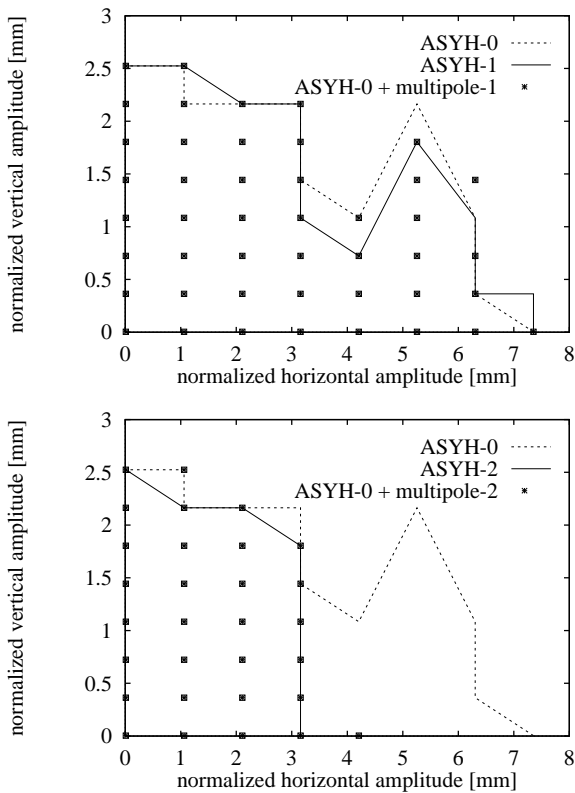 3
2.5
2
1.5
1
0.5
0
0 1 2 3 4 5 6 7 8
normalized vertical amplitude [mm]
normalized horizontal amplitude [mm]
ASYH-0
ASYH-1
ASYH-0 + multipole-1
3
2.5
2
1.5
1
0.5
0
0 1 2 3 4 5 6 7 8
normalized vertical amplitude [mm]
normalized horizontal amplitude [mm]
ASYH-0
ASYH-2
ASYH-0 + multipole-2